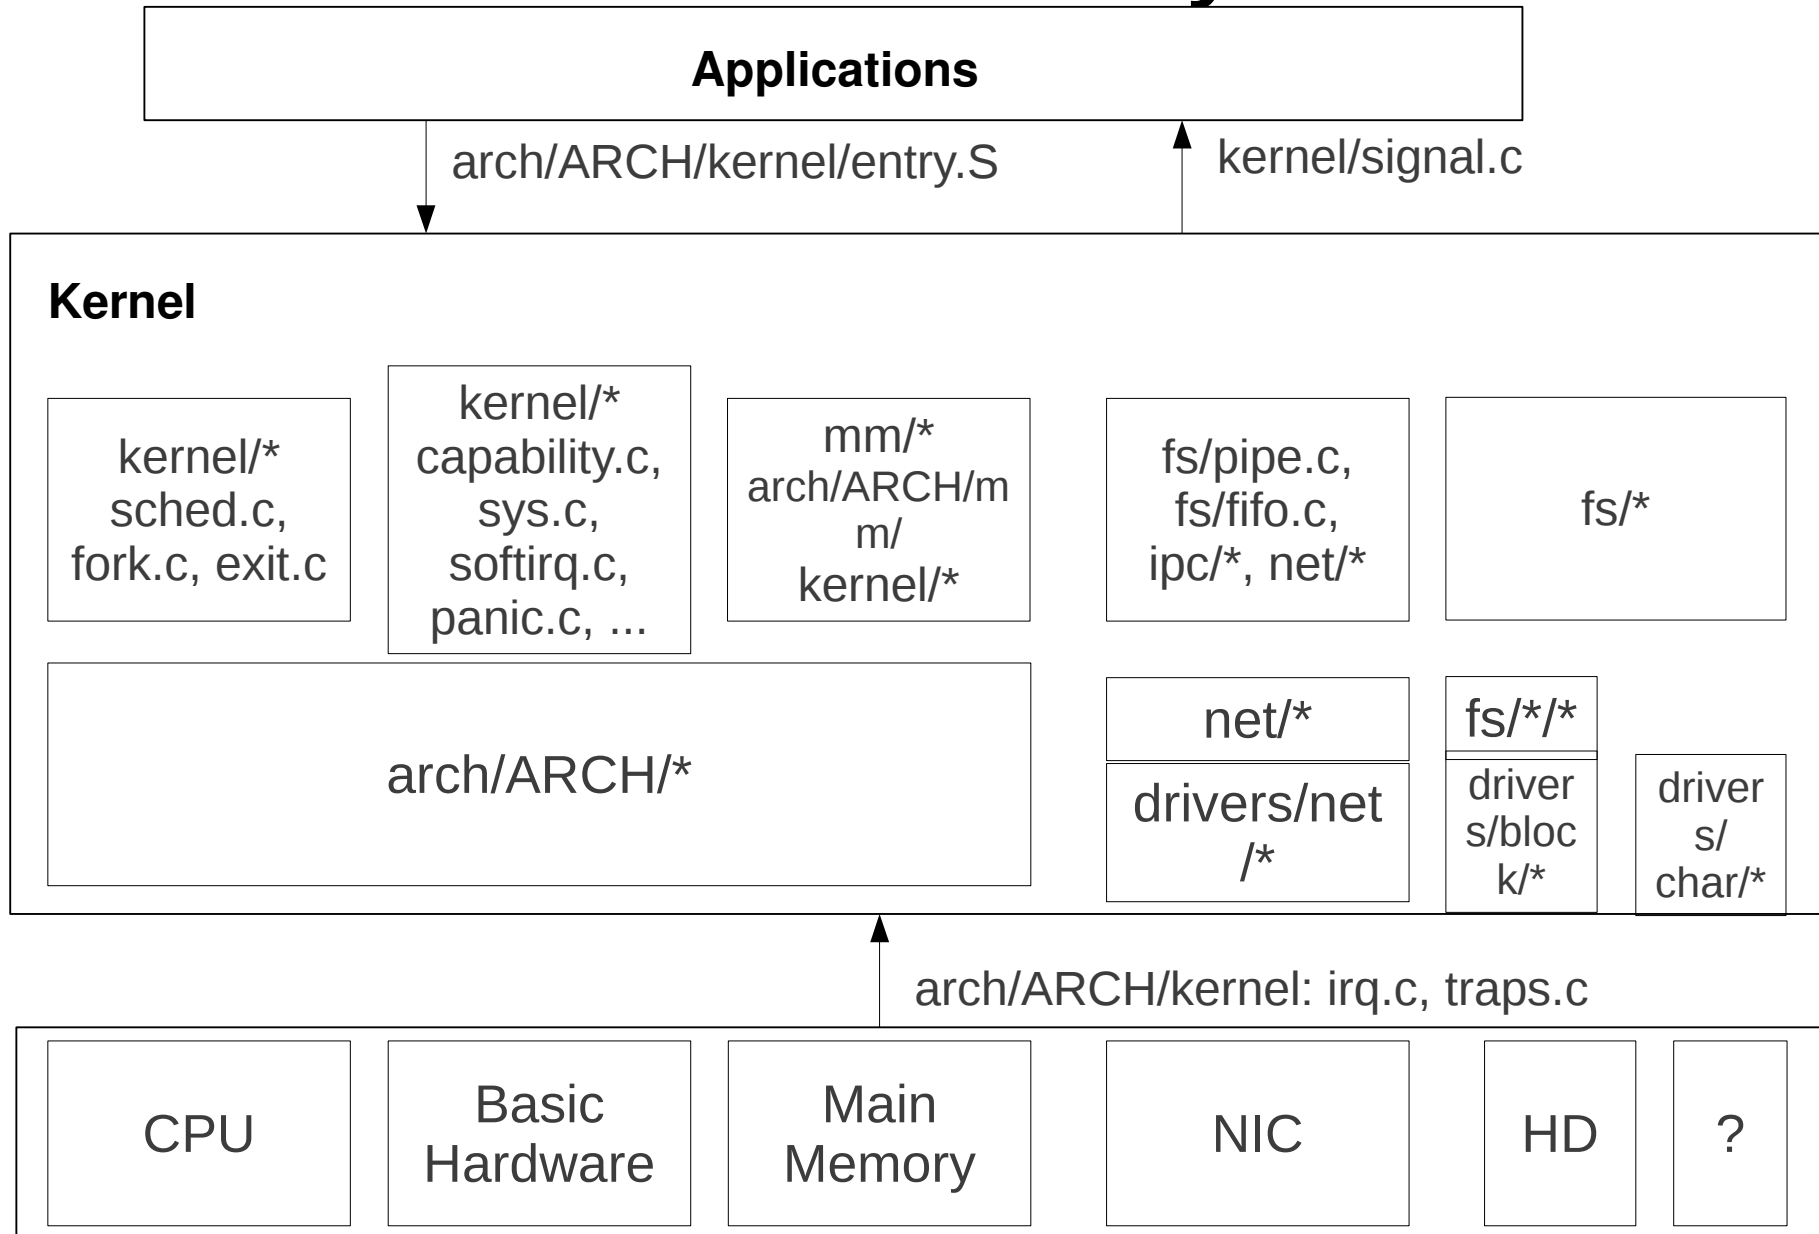 Applications
arch/ARCH/kernel/entry.S
kernel/signal.c
Kernel
kernel/*
sched.c,
fork.c, exit.c
kernel/*
capability.c,
sys.c,
softirq.c,
panic.c, ...
mm/*
arch/ARCH/m
m/
kernel/*
fs/pipe.c,
fs/fifo.c,
ipc/*, net/*
fs/*
arch/ARCH/*
net/*
drivers/net
/*
fs/*/*
driver
s/bloc
k/*
driver
s/
char/*
arch/ARCH/kernel: irq.c, traps.c
CPU
Basic
Hardware
Main
Memory
NIC
HD
?